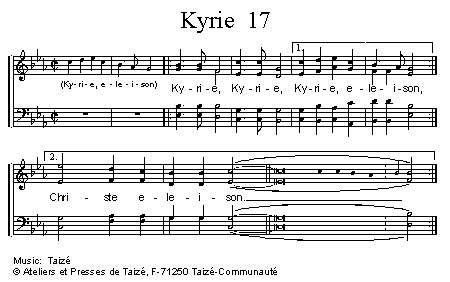 Kyrie 17
1.
(Ky-ri-e, e-le-i-son)
Ky-ri-e, Ky-ri-e, Ky-ri-e, e-le-i-son,
2.
Chri-ste e-le-i-son.
Music: Taizé
© Ateliers et Presses de Taizé, F-71250 Taizé-Communauté